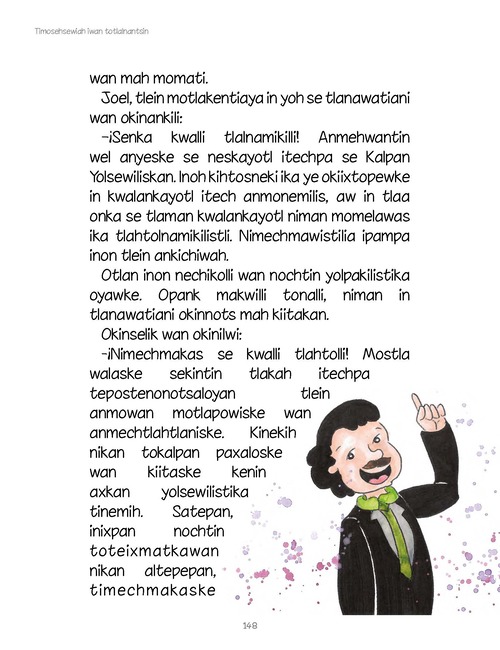 Timosehsewiah iwan totlalnantsin
wan mah momati.
Joel, tlein motlakentiaya in yoh se tlanawatiani
wan okinankili:
–¡Senka kwalli tlalnamikilli! Anmehwantin
wel anyeske se neskayotl itechpa se Kalpan
Yolsewiliskan. Inoh kihtosneki ika ye okiixtopewke
in kwalankayotl itech anmonemilis, aw in tlaa
onka se tlaman kwalankayotl niman momelawas
ika tlahtolnamikilistli. Nimechmawistilia ipampa
inon tlein ankichiwah.
Otlan inon nechikolli wan nochtin yolpakilistika
oyawke. Opank makwilli tonalli, niman in
tlanawatiani okinnots mah kiitakan.
Okinselik wan okinilwi:
–¡Nimechmakas se kwalli tlahtolli! Mostla
walaske sekintin tlakah itechpa
tepostenonotsaloyan tlein
anmowan motlapowiske wan
anmechtlahtlaniske. Kinekih
nikan tokalpan paxaloske
wan kiitaske kenin
axkan yolsewilistika
tinemih. Satepan,
inixpan nochtin
toteixmatkawan
nikan altepepan,
timechmakaske
148